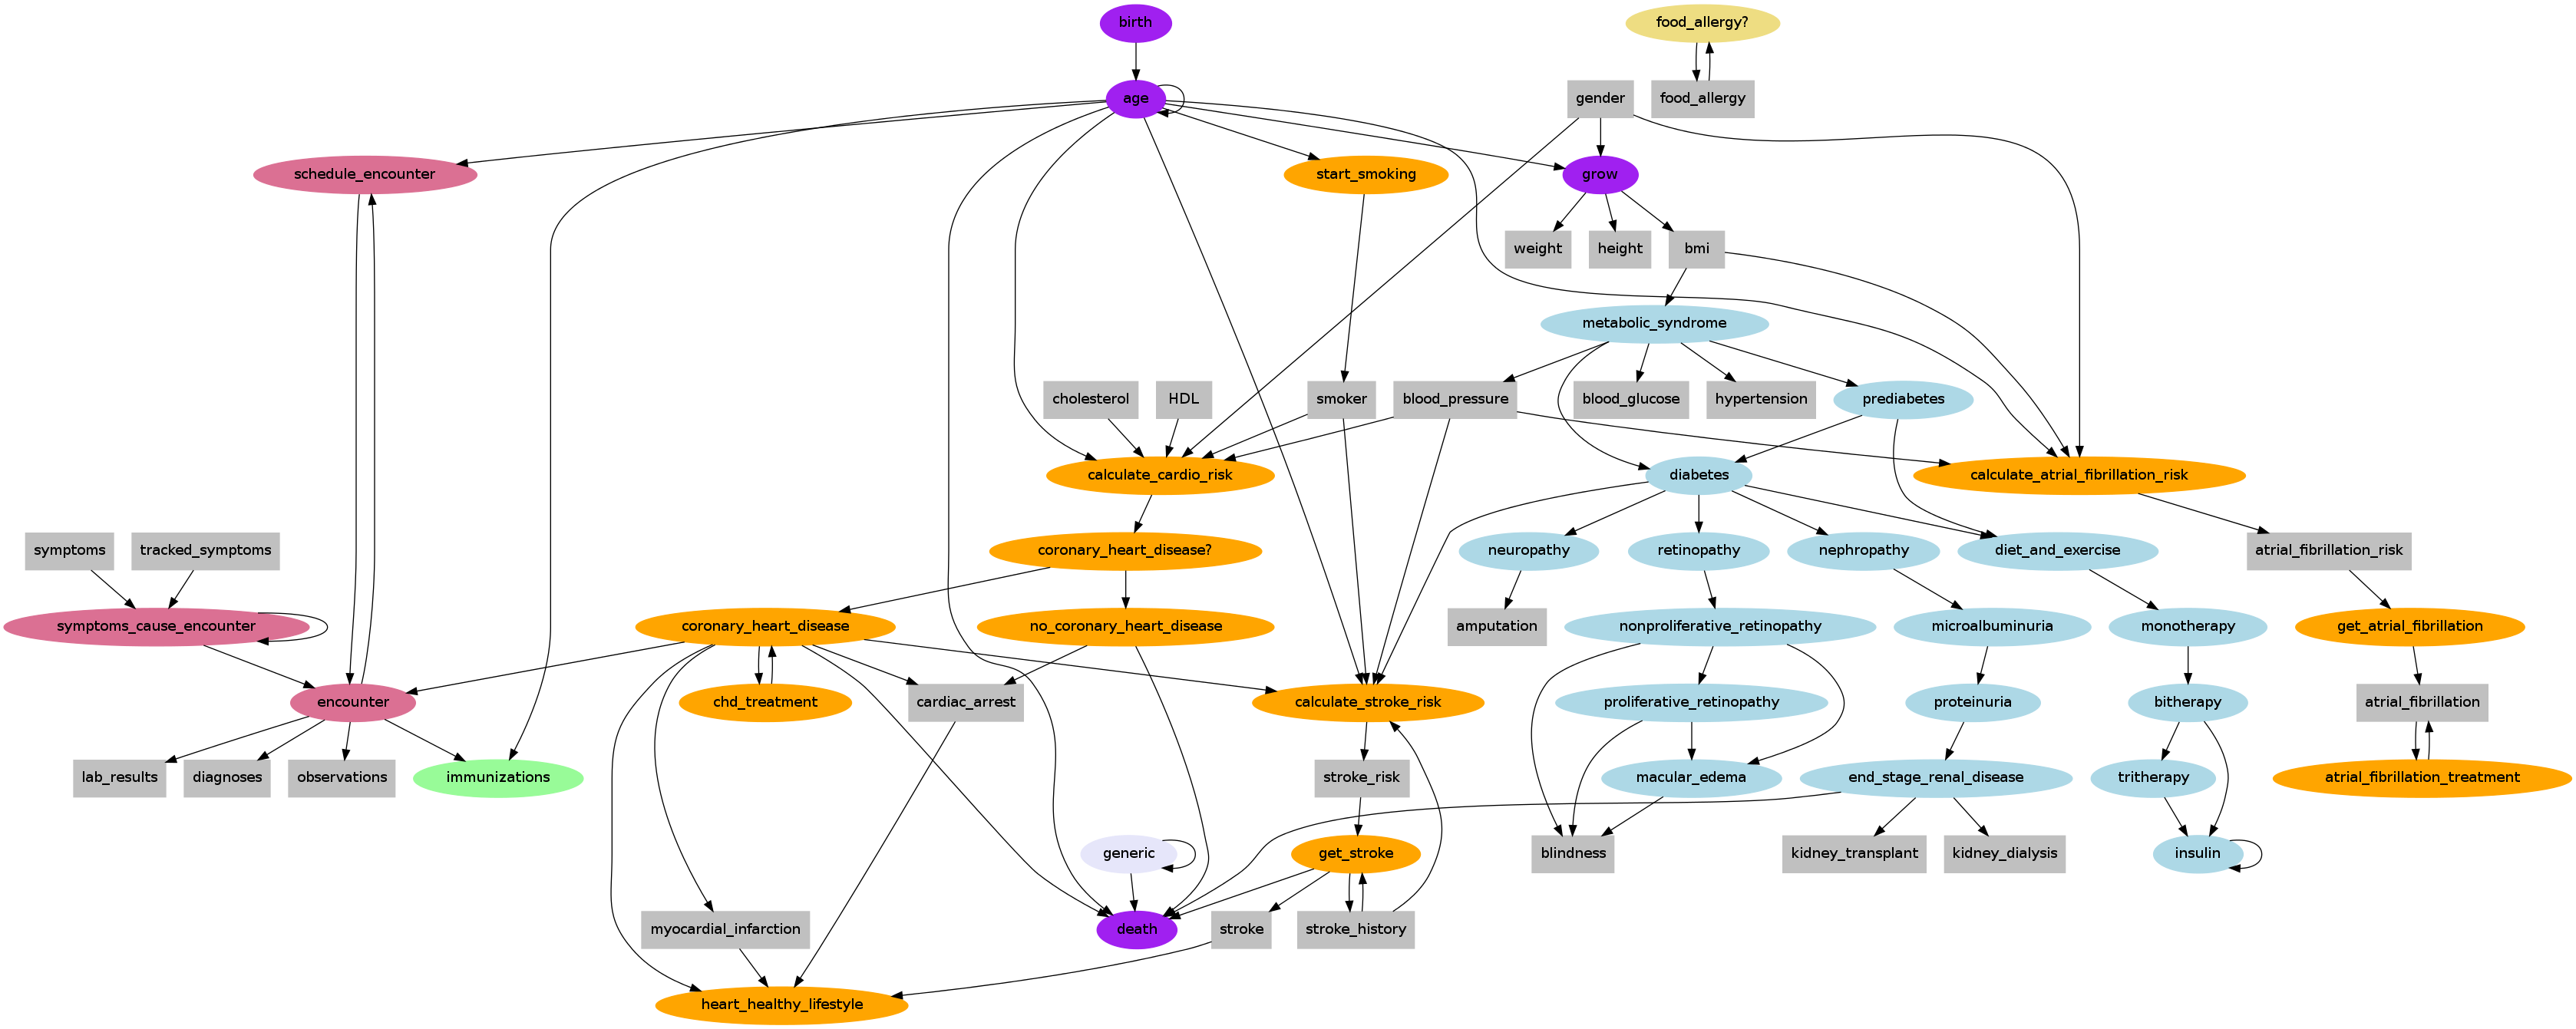 birth
food_allergy?
age
gender
food_allergy
schedule_encounter
start_smoking
grow
weight
height
bmi
metabolic_syndrome
cholesterol
HDL
smoker
blood_pressure
blood_glucose
hypertension
prediabetes
calculate_cardio_risk
diabetes
calculate_atrial_fibrillation_risk
symptoms
tracked_symptoms
coronary_heart_disease?
neuropathy
retinopathy
nephropathy
diet_and_exercise
atrial_fibrillation_risk
symptoms_cause_encounter
coronary_heart_disease
no_coronary_heart_disease
amputation
nonproliferative_retinopathy
microalbuminuria
monotherapy
get_atrial_fibrillation
encounter
chd_treatment
cardiac_arrest
calculate_stroke_risk
proliferative_retinopathy
proteinuria
bitherapy
atrial_fibrillation
lab_results
diagnoses
observations
immunizations
stroke_risk
macular_edema
end_stage_renal_disease
tritherapy
atrial_fibrillation_treatment
generic
get_stroke
blindness
kidney_transplant
kidney_dialysis
insulin
myocardial_infarction
death
stroke
stroke_history
heart_healthy_lifestyle